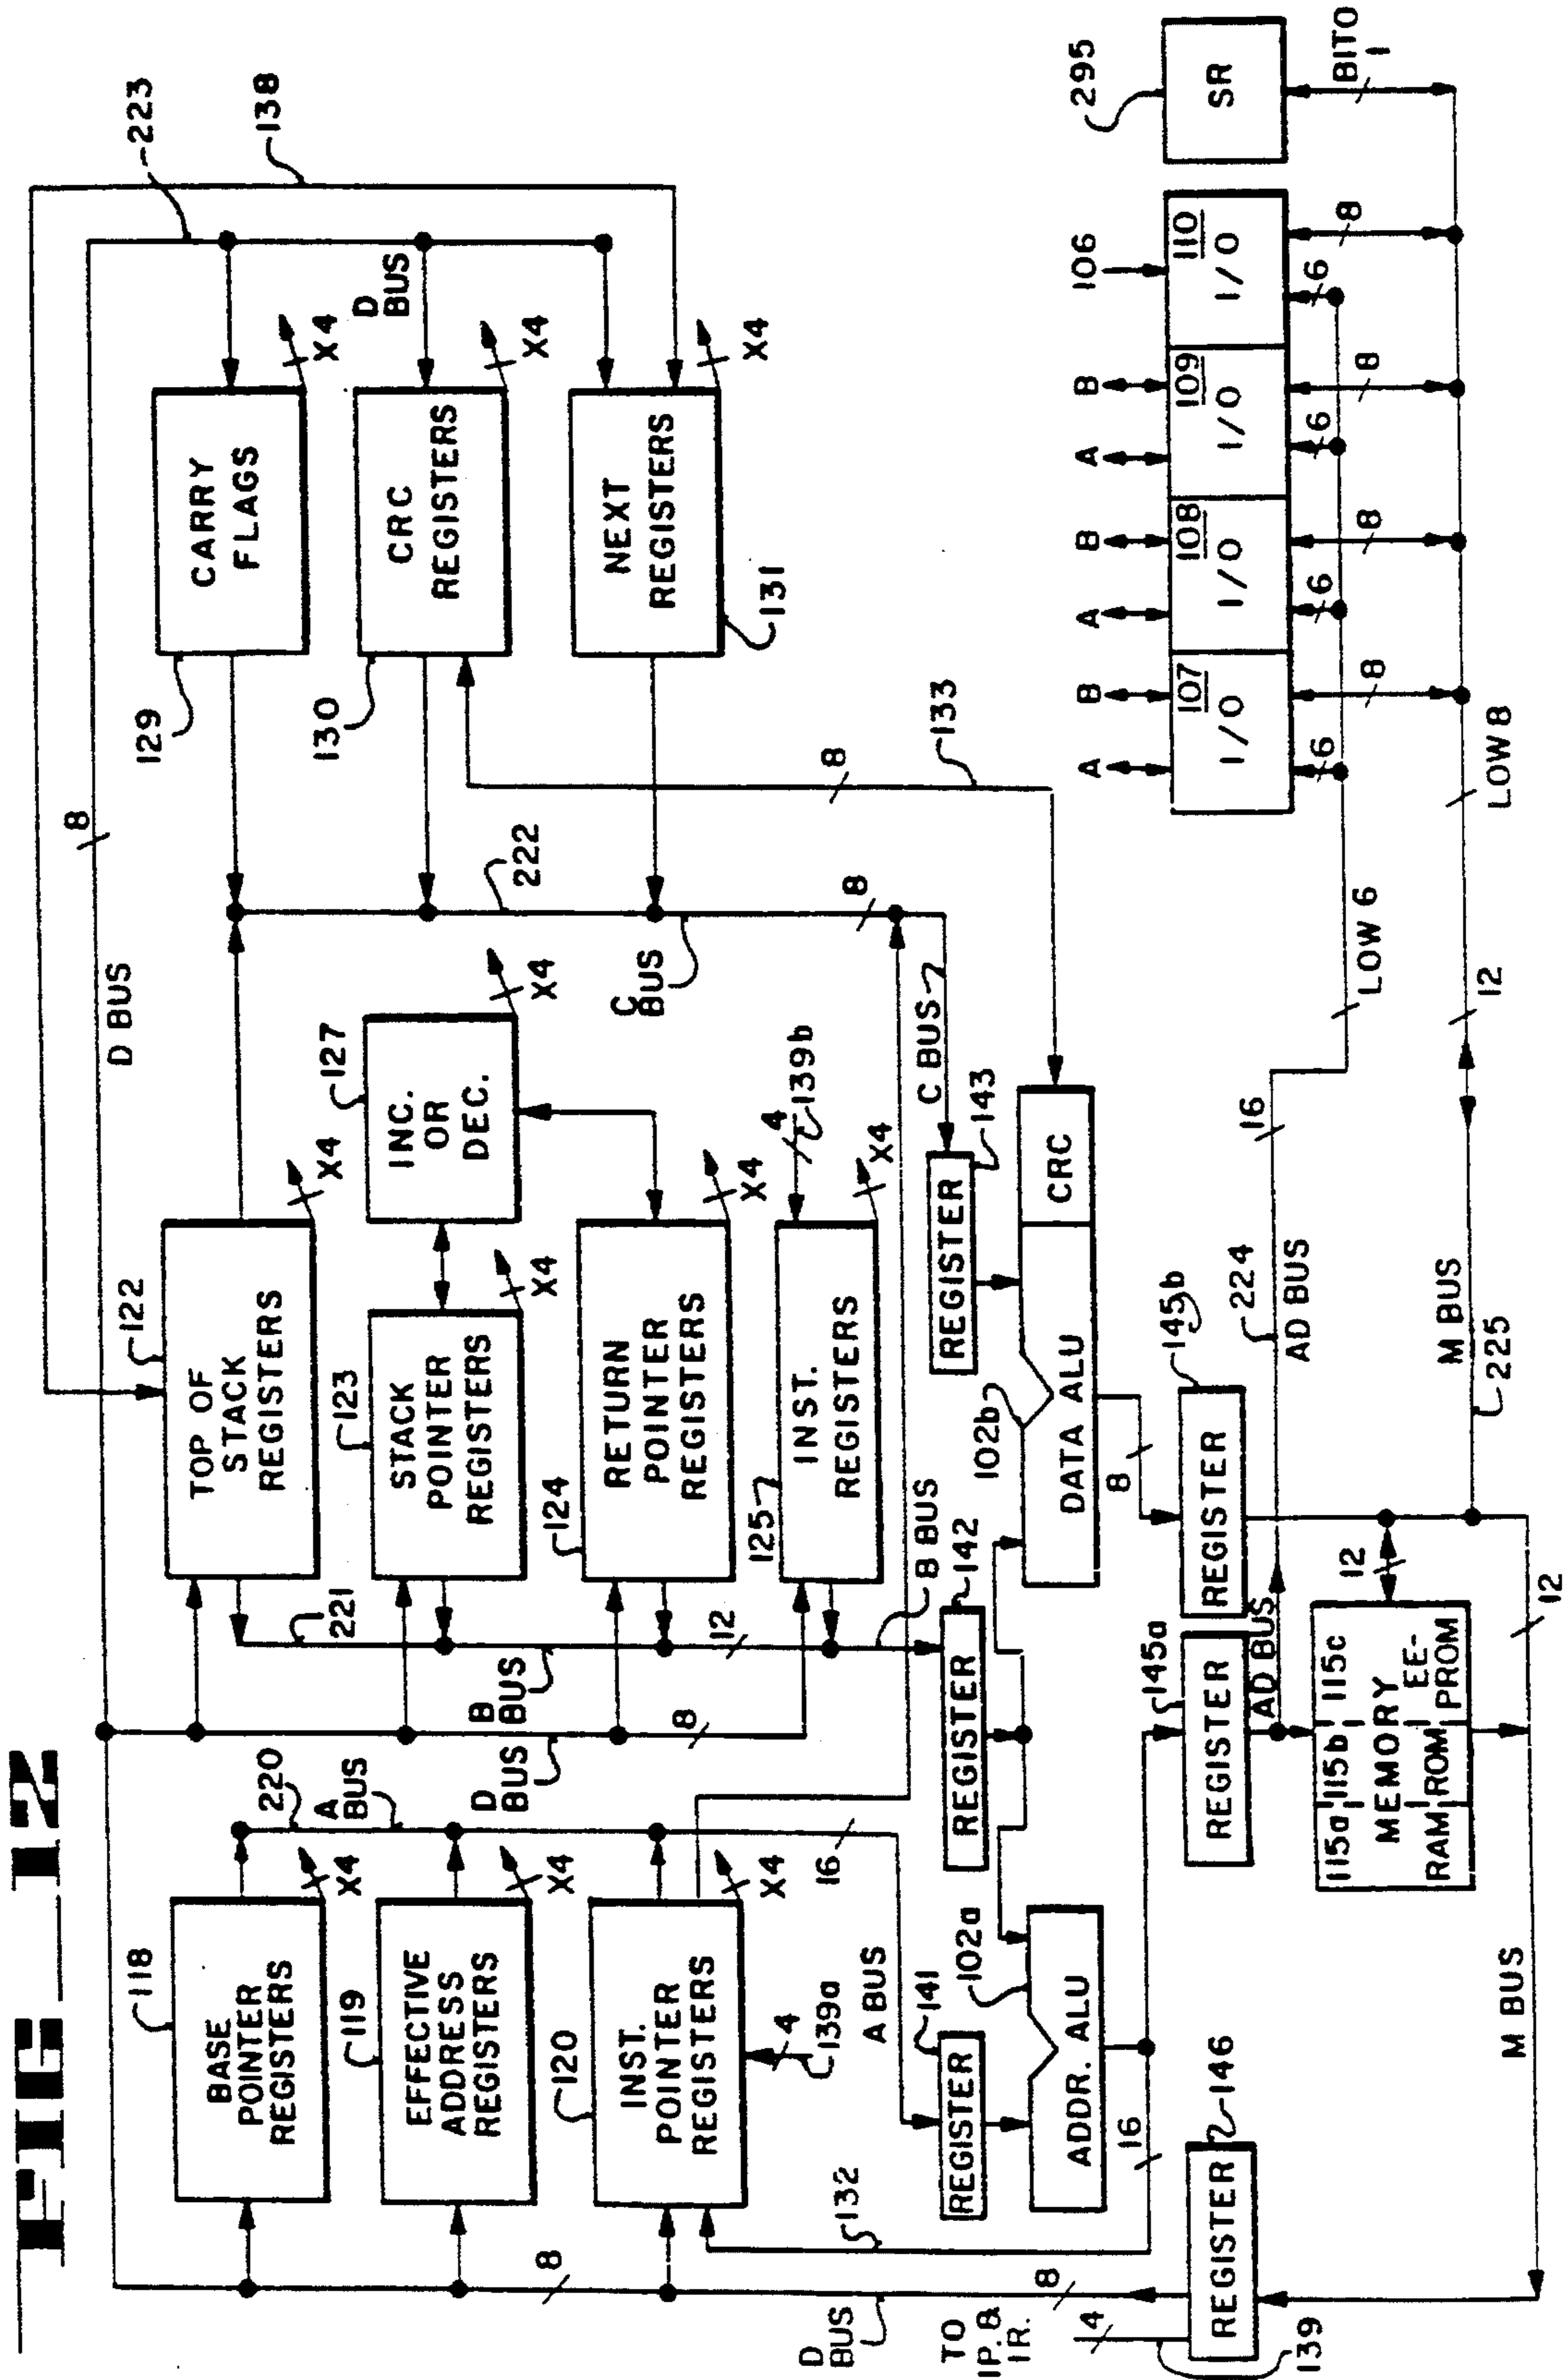 FIG 12
D BUS
8
223
138
118
BASE
POINTER
REGISTERS
X4
220
A BUS
119
EFFECTIVE
ADDRESS
REGISTERS
X4
120
INST.
POINTER
REGISTERS
X4
4
139a
132
8
D BUS
8
16
A BUS
122
TOP OF
STACK
REGISTERS
X4
221
123
STACK
POINTER
REGISTERS
X4
127
INC.
OR
DEC.
X4
124
RETURN
POINTER
REGISTERS
X4
125
INST.
REGISTERS
X4
4
139b
B BUS
D BUS
8
12
B BUS
129
CARRY
FLAGS
X4
D BUS
130
CRC
REGISTERS
X4
NEXT
REGISTERS
X4
131
222
C BUS
8
C BUS
8
133
141
REGISTER
142
REGISTER
143
REGISTER
102a
ADDR. ALU
102b
DATA ALU
CRC
16
8
145a
REGISTER
145b
REGISTER
AD BUS
224
AD BUS
16
LOW 6
115a 115b 115c
MEMORY
RAM ROM EE-PROM
12
M BUS
225
12
LOW 8
12
M BUS
TO
IP. &
IR.
4
8
139
REGISTER
146
A B A B A B 106
107 108 109 110
I/O I/O I/O I/O
6 8 6 8 6 8 6 8
295
SR
BIT0
1